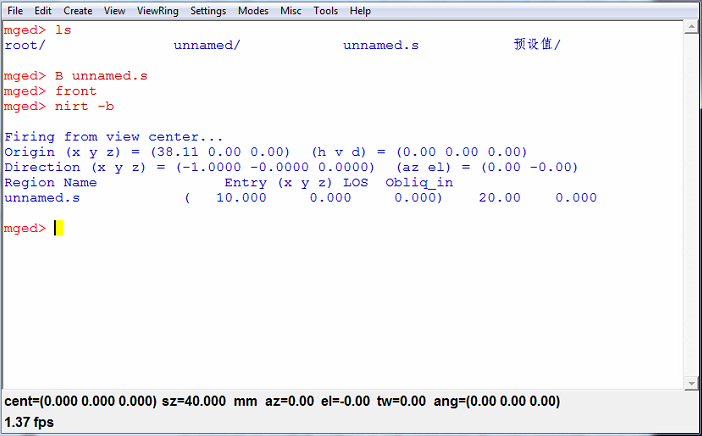 File Edit Create View ViewRing Settings Modes Misc Tools Help
mged> ls
root/ unnamed/ unnamed.s 预设值/
mged> B unnamed.s
mged> front
mged> nirt -b
Firing from view center...
Origin (x y z) = (38.11 0.00 0.00) (h v d) = (0.00 0.00 0.00)
Direction (x y z) = (-1.0000 -0.0000 0.0000) (az el) = (0.00 -0.00)
Region Name Entry (x y z) LOS Obliq_in
unnamed.s ( 10.000 0.000 0.000) 20.00 0.000
mged>
cent=(0.000 0.000 0.000) sz=40.000 mm az=0.00 el=-0.00 tw=0.00 ang=(0.00 0.00 0.00)
1.37 fps